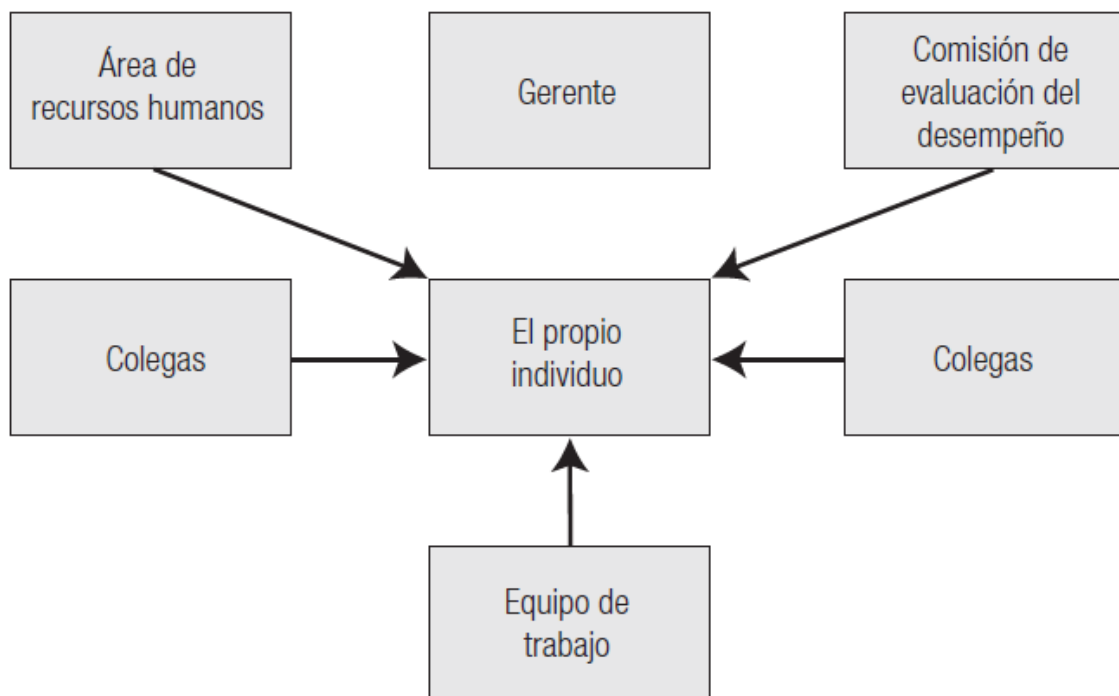 Área de
recursos humanos
Gerente
Comisión de
evaluación del
desempeño
Colegas
El propio
individuo
Colegas
Equipo de
trabajo